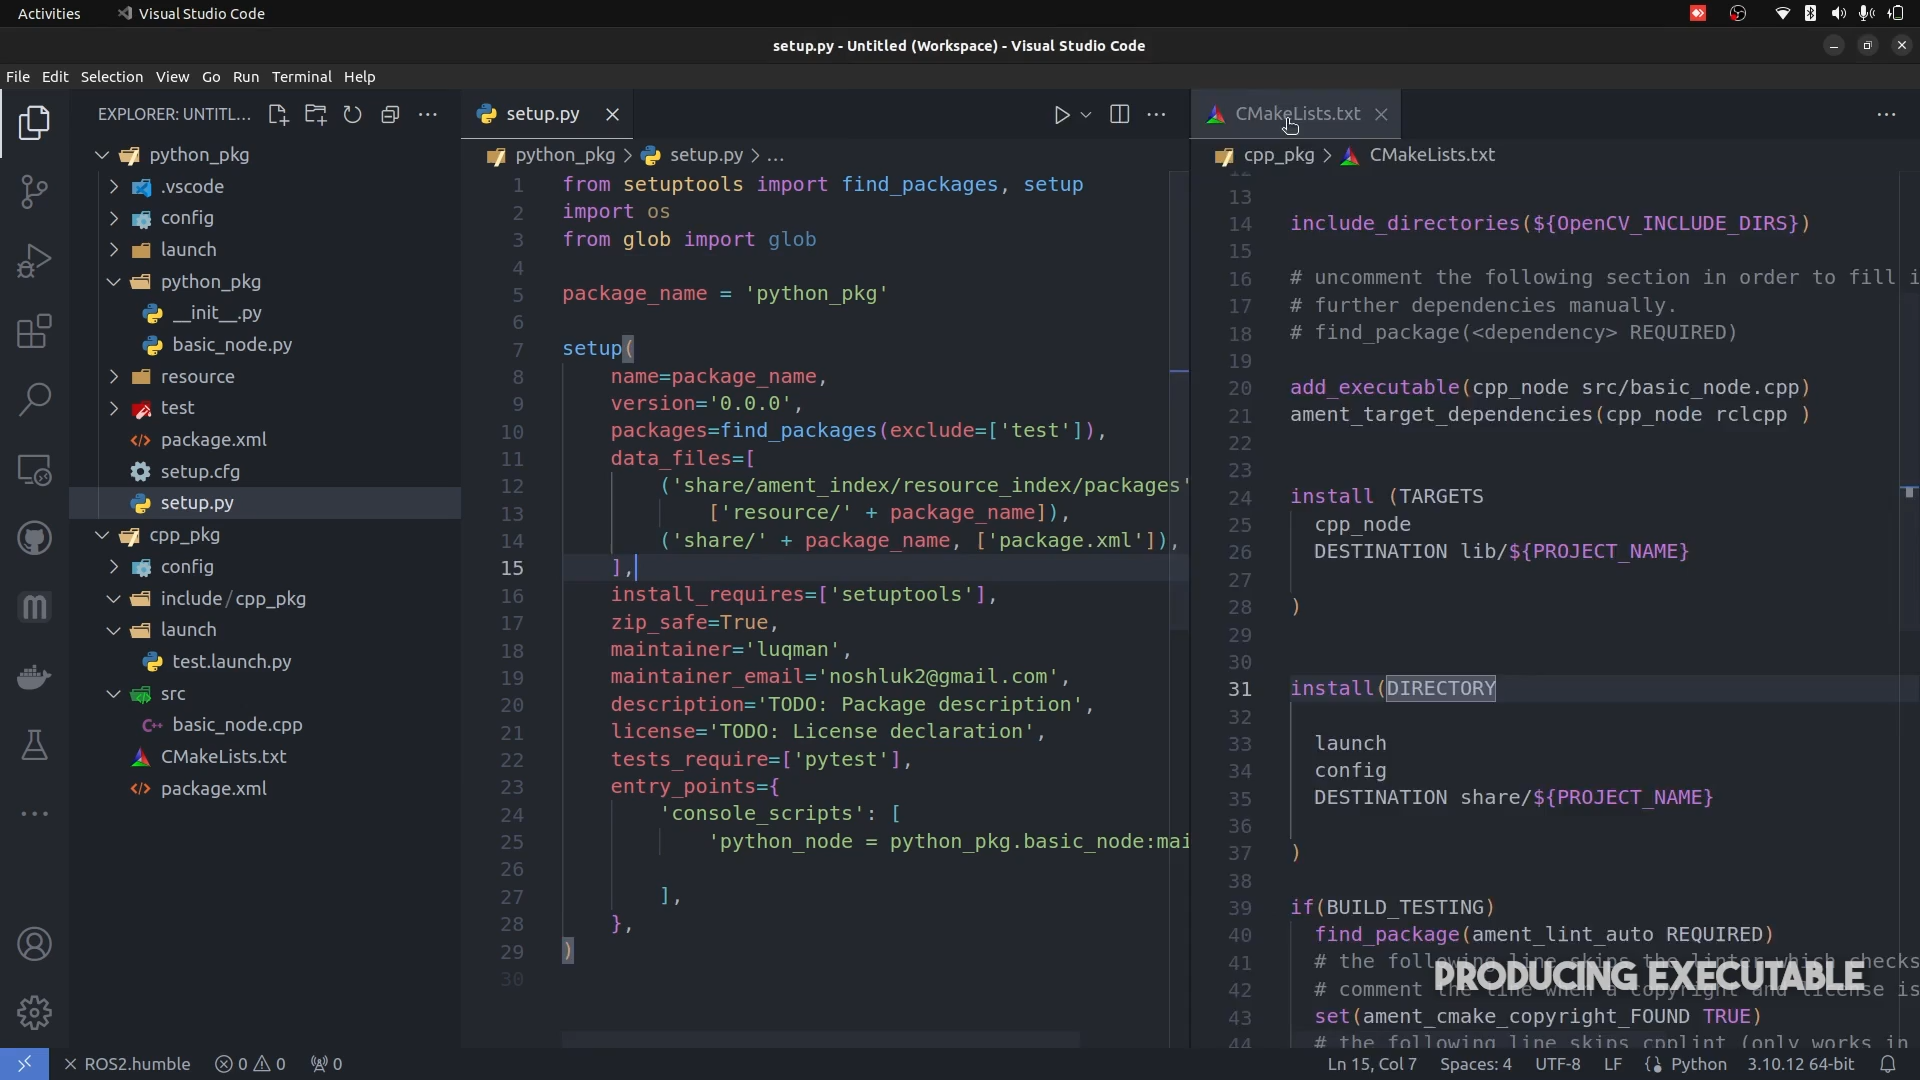 Activities
Visual Studio Code
setup.py - Untitled (Workspace) - Visual Studio Code
File Edit Selection View Go Run Terminal Help
EXPLORER: UNTITL...
python_pkg
.vscode
config
launch
python_pkg
__init__.py
basic_node.py
resource
test
package.xml
setup.cfg
setup.py
cpp_pkg
config
include/cpp_pkg
launch
test.launch.py
src
basic_node.cpp
CMakeLists.txt
package.xml
setup.py
python_pkg > setup.py > ...
1 from setuptools import find_packages, setup
2 import os
3 from glob import glob
4
5 package_name = 'python_pkg'
6
7 setup(
8 name=package_name,
9 version='0.0.0',
10 packages=find_packages(exclude=['test']),
11 data_files=[
12 ('share/ament_index/resource_index/packages'
13 ['resource/' + package_name]),
14 ('share/' + package_name, ['package.xml']),
15 ],
16 install_requires=['setuptools'],
17 zip_safe=True,
18 maintainer='luqman',
19 maintainer_email='noshluk2@gmail.com',
20 description='TODO: Package description',
21 license='TODO: License declaration',
22 tests_require=['pytest'],
23 entry_points={
24 'console_scripts': [
25 'python_node = python_pkg.basic_node:mai
26
27 ],
28 },
29 )
30
CMakeLists.txt
cpp_pkg > CMakeLists.txt
12
13
14 include_directories(${OpenCV_INCLUDE_DIRS})
15
16 # uncomment the following section in order to fill i
17 # further dependencies manually.
18 # find_package(<dependency> REQUIRED)
19
20 add_executable(cpp_node src/basic_node.cpp)
21 ament_target_dependencies(cpp_node rclcpp )
22
23
24 install (TARGETS
25 cpp_node
26 DESTINATION lib/${PROJECT_NAME}
27
28 )
29
30
31 install(DIRECTORY
32
33 launch
34 config
35 DESTINATION share/${PROJECT_NAME}
36
37 )
38
39 if(BUILD_TESTING)
40 find_package(ament_lint_auto REQUIRED)
41 # the following line skips the linter which checks
42 # comment the line when a copyright and license is
43 set(ament_cmake_copyright_FOUND TRUE)
44 # the following line skips cpplint (only works in
PRODUCING EXECUTABLE
ROS2.humble 0 0 0
Ln 15, Col 7 Spaces: 4 UTF-8 LF Python 3.10.12 64-bit